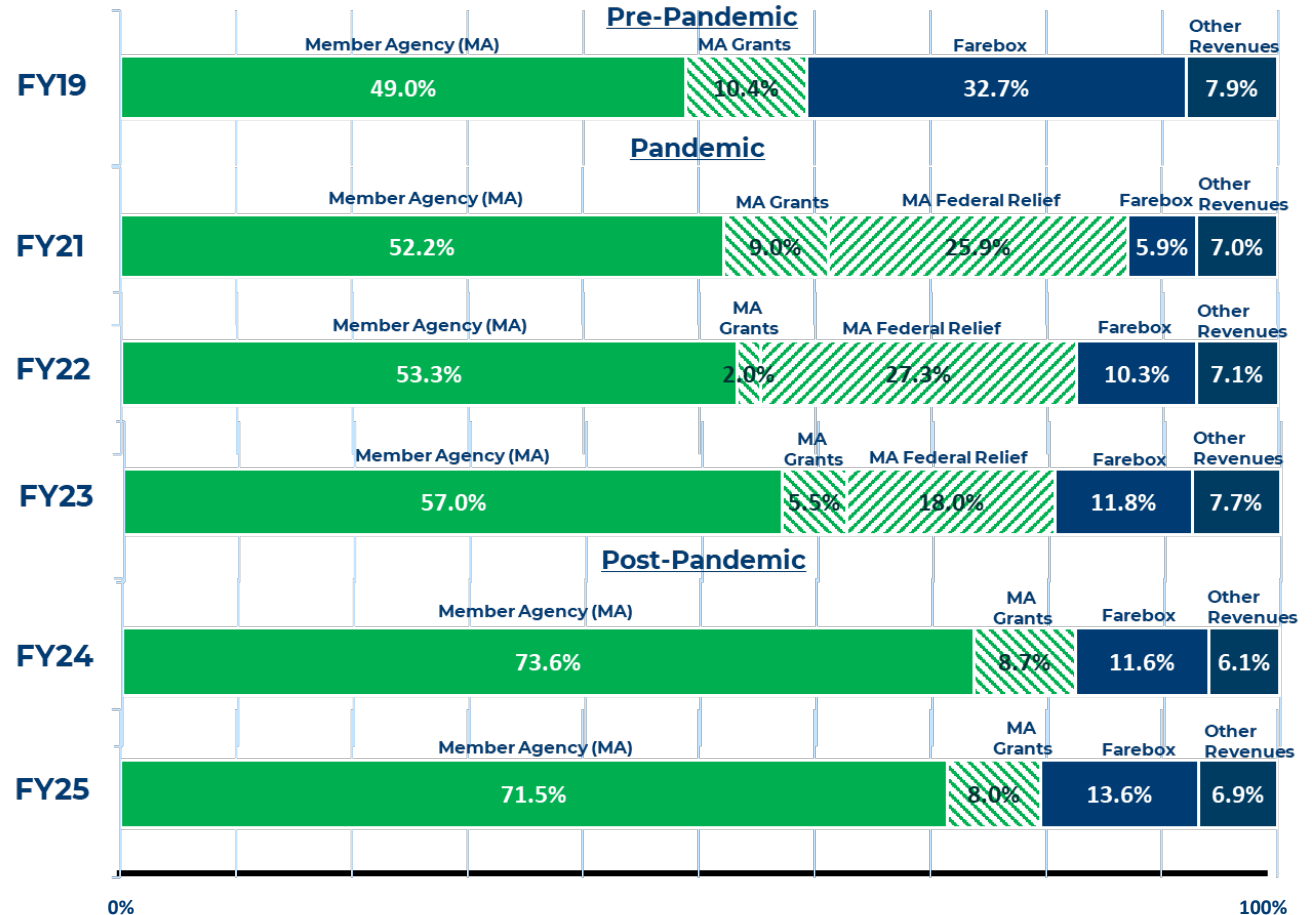 Pre-Pandemic
Member Agency (MA) MA Grants Farebox Other
Revenues
FY19 49.0% 10.4% 32.7% 7.9%
Pandemic
Member Agency (MA) MA Grants MA Federal Relief Farebox Other
Revenues
FY21 52.2% 9.0% 25.9% 5.9% 7.0%
Member Agency (MA) MA
Grants MA Federal Relief Farebox Other
Revenues
FY22 53.3% 2.0% 27.3% 10.3% 7.1%
Member Agency (MA) MA
Grants MA Federal Relief Farebox Other
Revenues
FY23 57.0% 5.5% 18.0% 11.8% 7.7%
Post-Pandemic
Member Agency (MA) MA
Grants Farebox Other
Revenues
FY24 73.6% 8.7% 11.6% 6.1%
Member Agency (MA) MA
Grants Farebox Other
Revenues
FY25 71.5% 8.0% 13.6% 6.9%
0% 100%